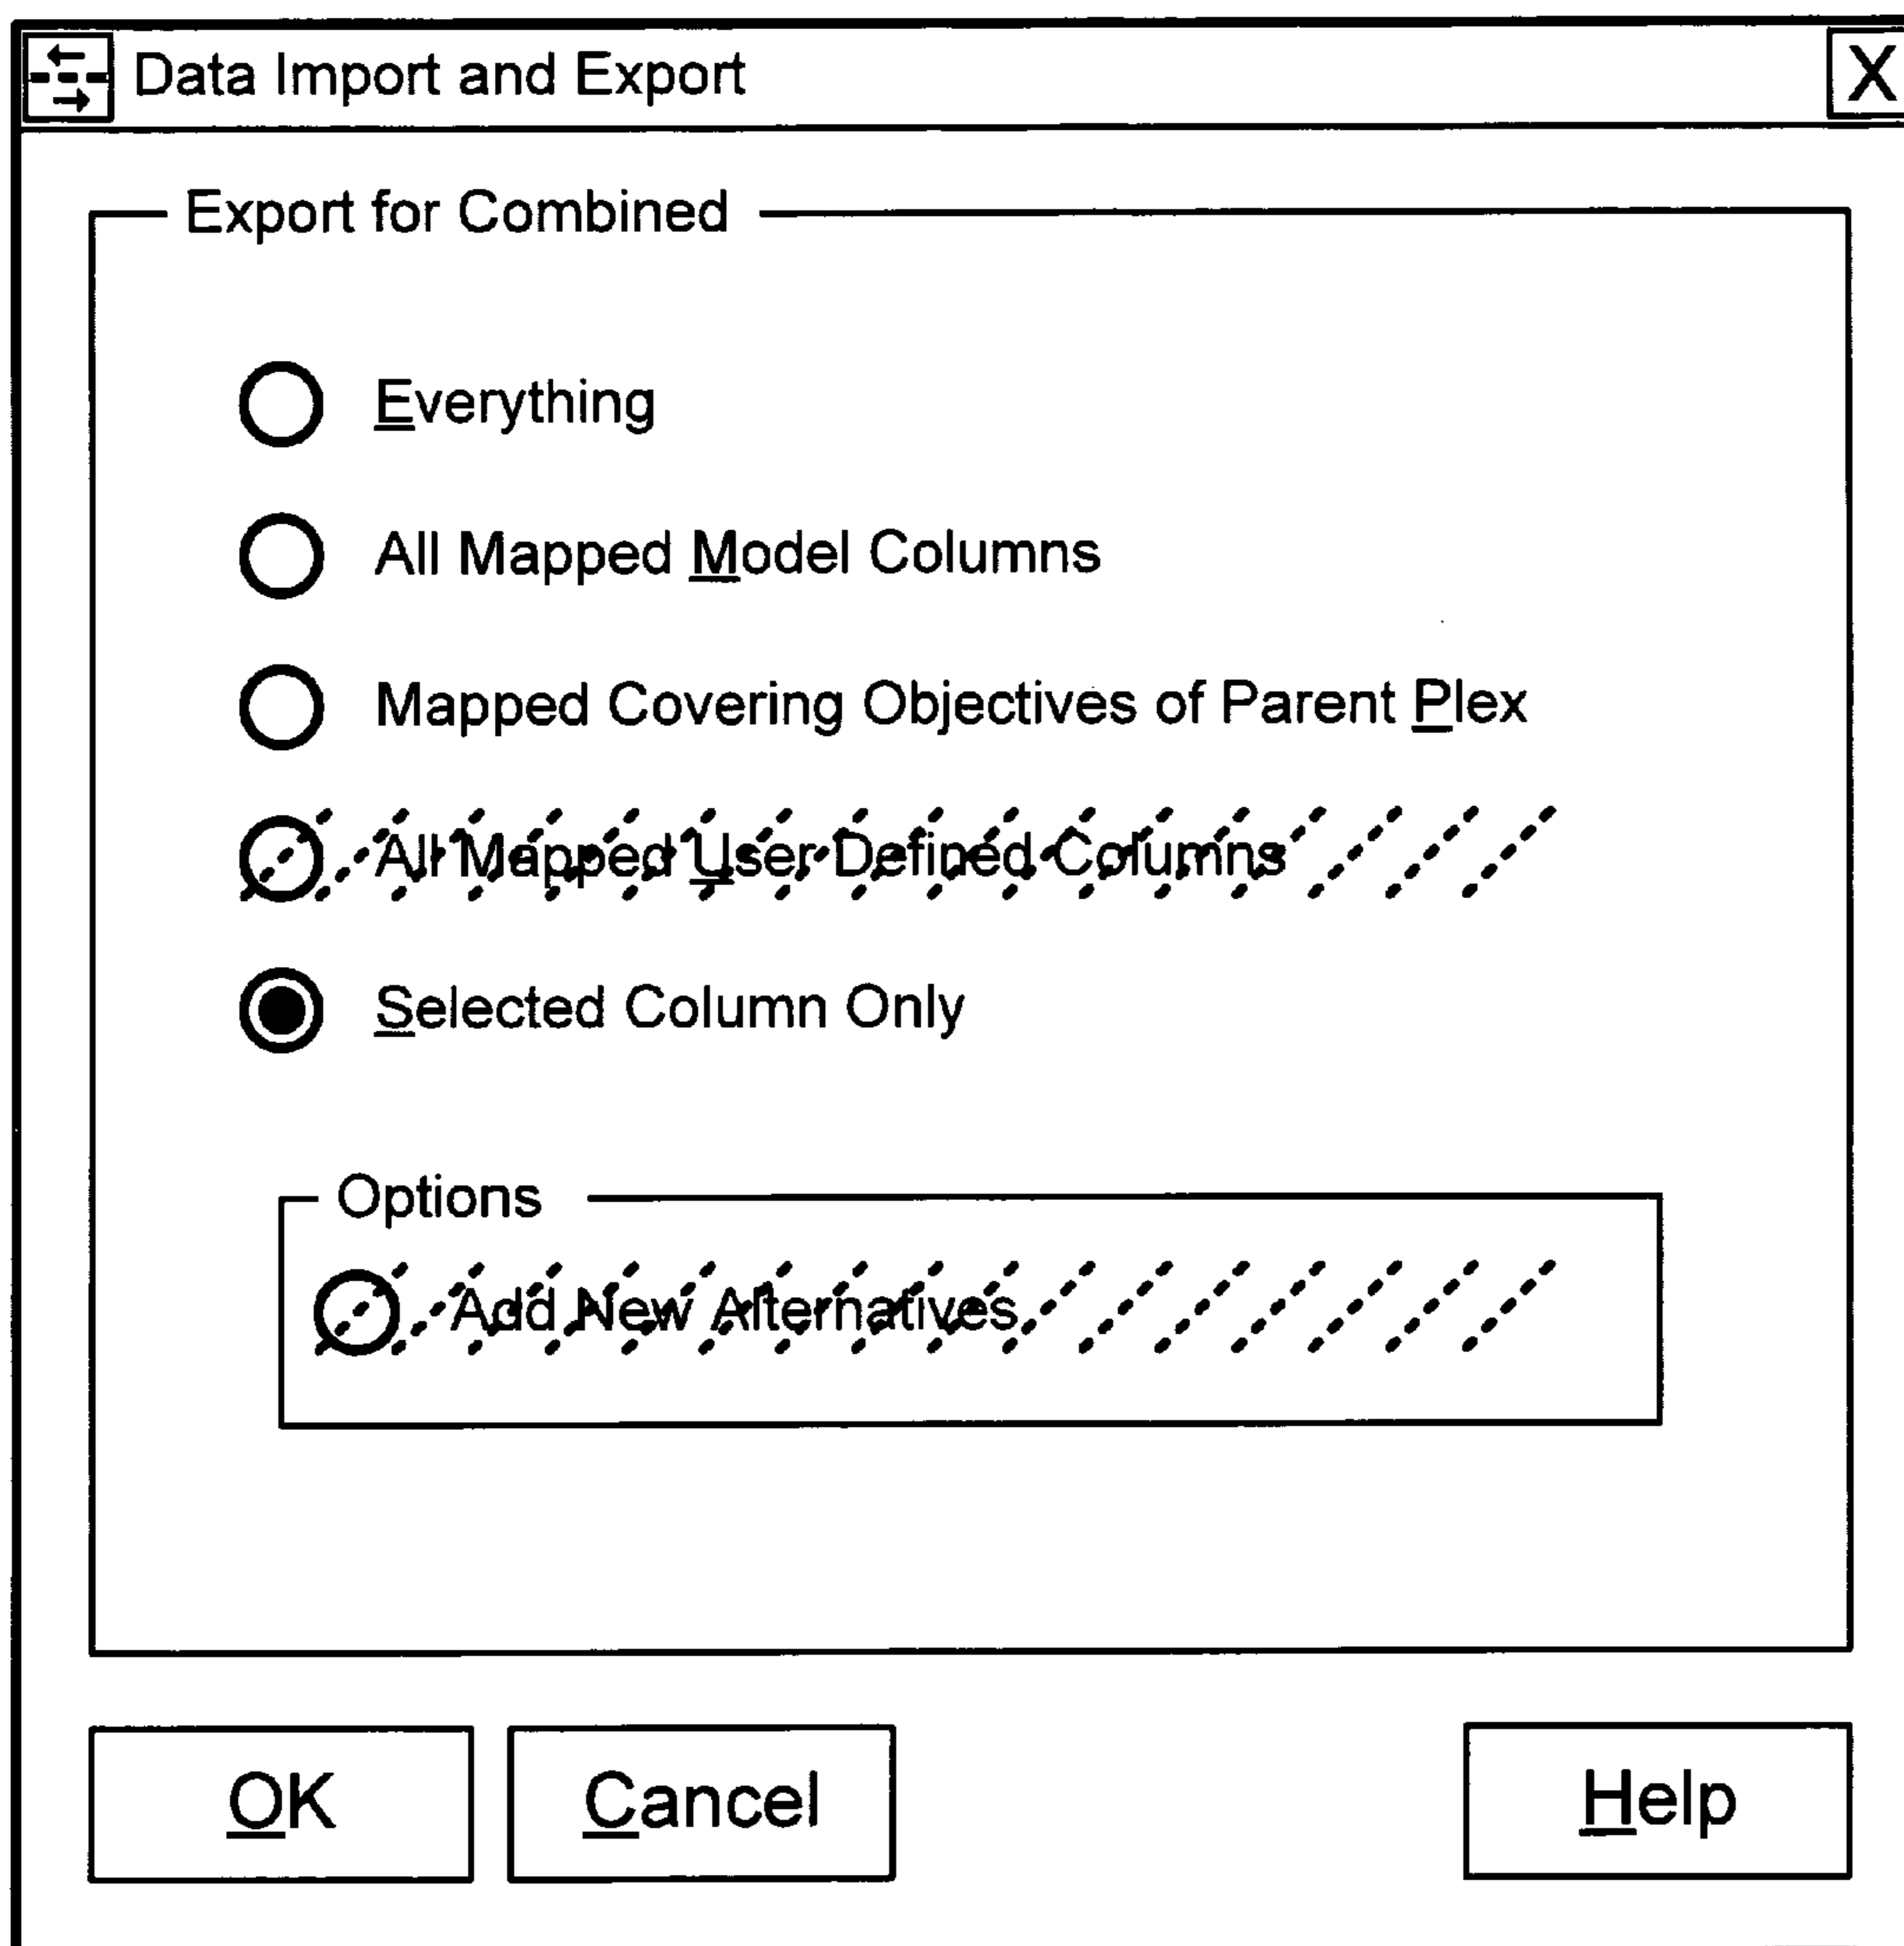 Data Import and Export
X
Export for Combined
Everything
All Mapped Model Columns
Mapped Covering Objectives of Parent Plex
All Mapped User Defined Columns
Selected Column Only
Options
Add New Alternatives
OK
Cancel
Help